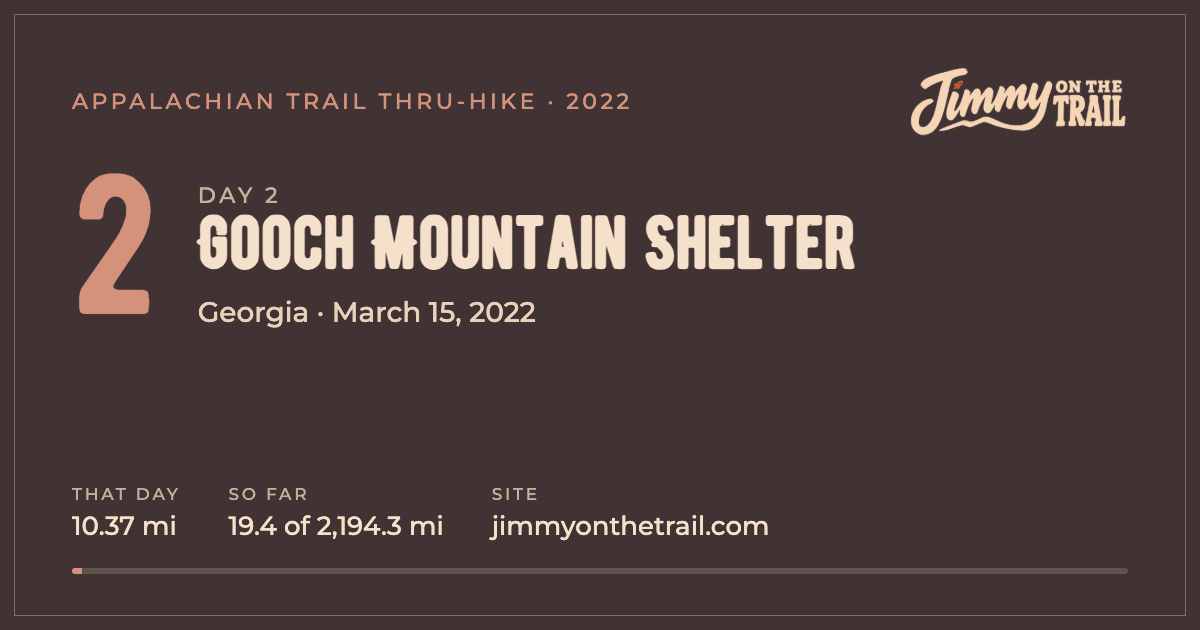 APPALACHIAN TRAIL THRU-HIKE · 2022
Jimmy ON THE TRAIL
2
DAY 2
GOOCH MOUNTAIN SHELTER
Georgia · March 15, 2022
THAT DAY SO FAR SITE
10.37 mi 19.4 of 2,194.3 mi jimmyonthetrail.com